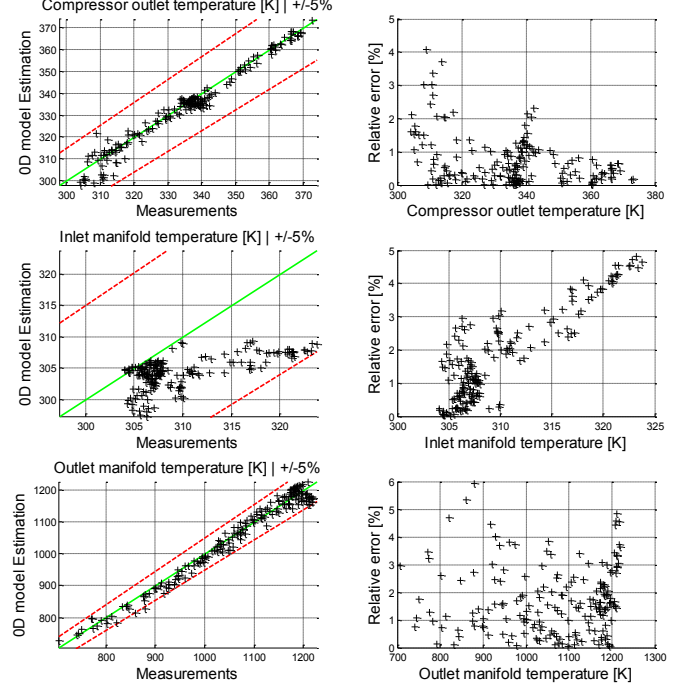 Compressor outlet temperature [K] | +/-5%
0D model Estimation
370
360
350
340
330
320
310
300
300 310 320 330 340 350 360 370
Measurements
Relative error [%]
5
4
3
2
1
0
300 320 340 360 380
Compressor outlet temperature [K]
Inlet manifold temperature [K] | +/-5%
0D model Estimation
320
315
310
305
300
300 305 310 315 320
Measurements
Relative error [%]
5
4
3
2
1
0
300 305 310 315 320 325
Inlet manifold temperature [K]
Outlet manifold temperature [K] | +/-5%
0D model Estimation
1200
1100
1000
900
800
800 900 1000 1100 1200
Measurements
Relative error [%]
6
5
4
3
2
1
0
700 800 900 1000 1100 1200 1300
Outlet manifold temperature [K]